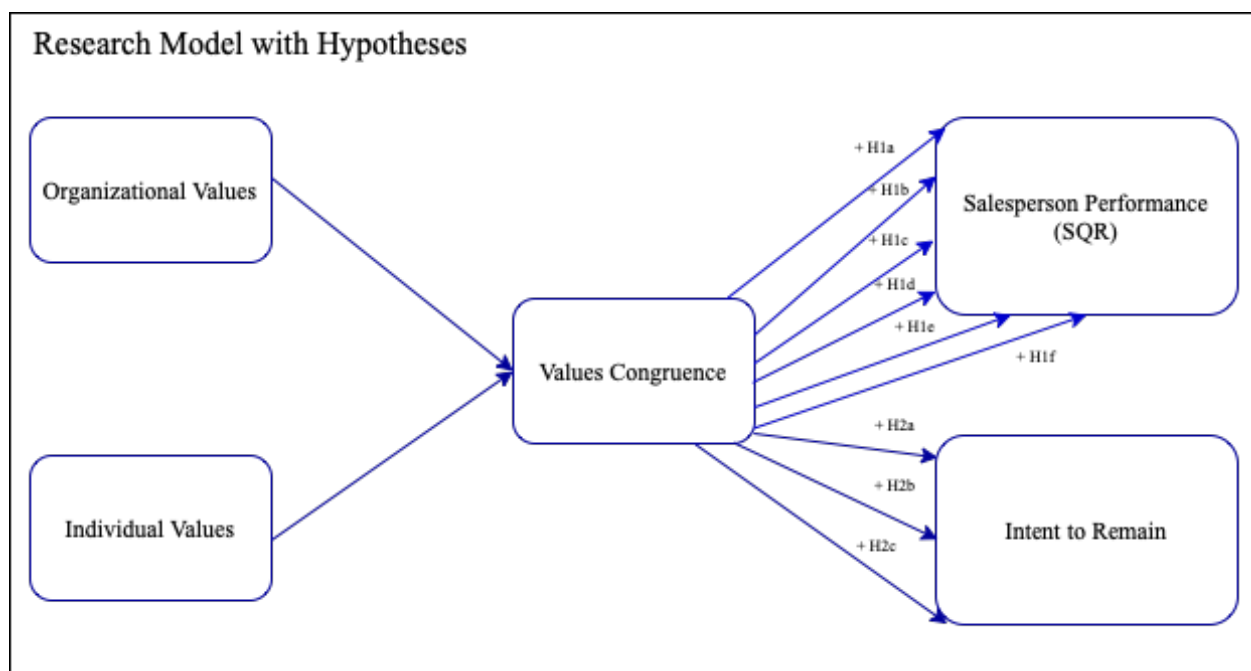 Research Model with Hypotheses
Organizational Values
Individual Values
Values Congruence
+ H1a
+ H1b
+ H1c
+ H1d
+ H1e
+ H1f
+ H2a
+ H2b
+ H2c
Salesperson Performance
(SQR)
Intent to Remain